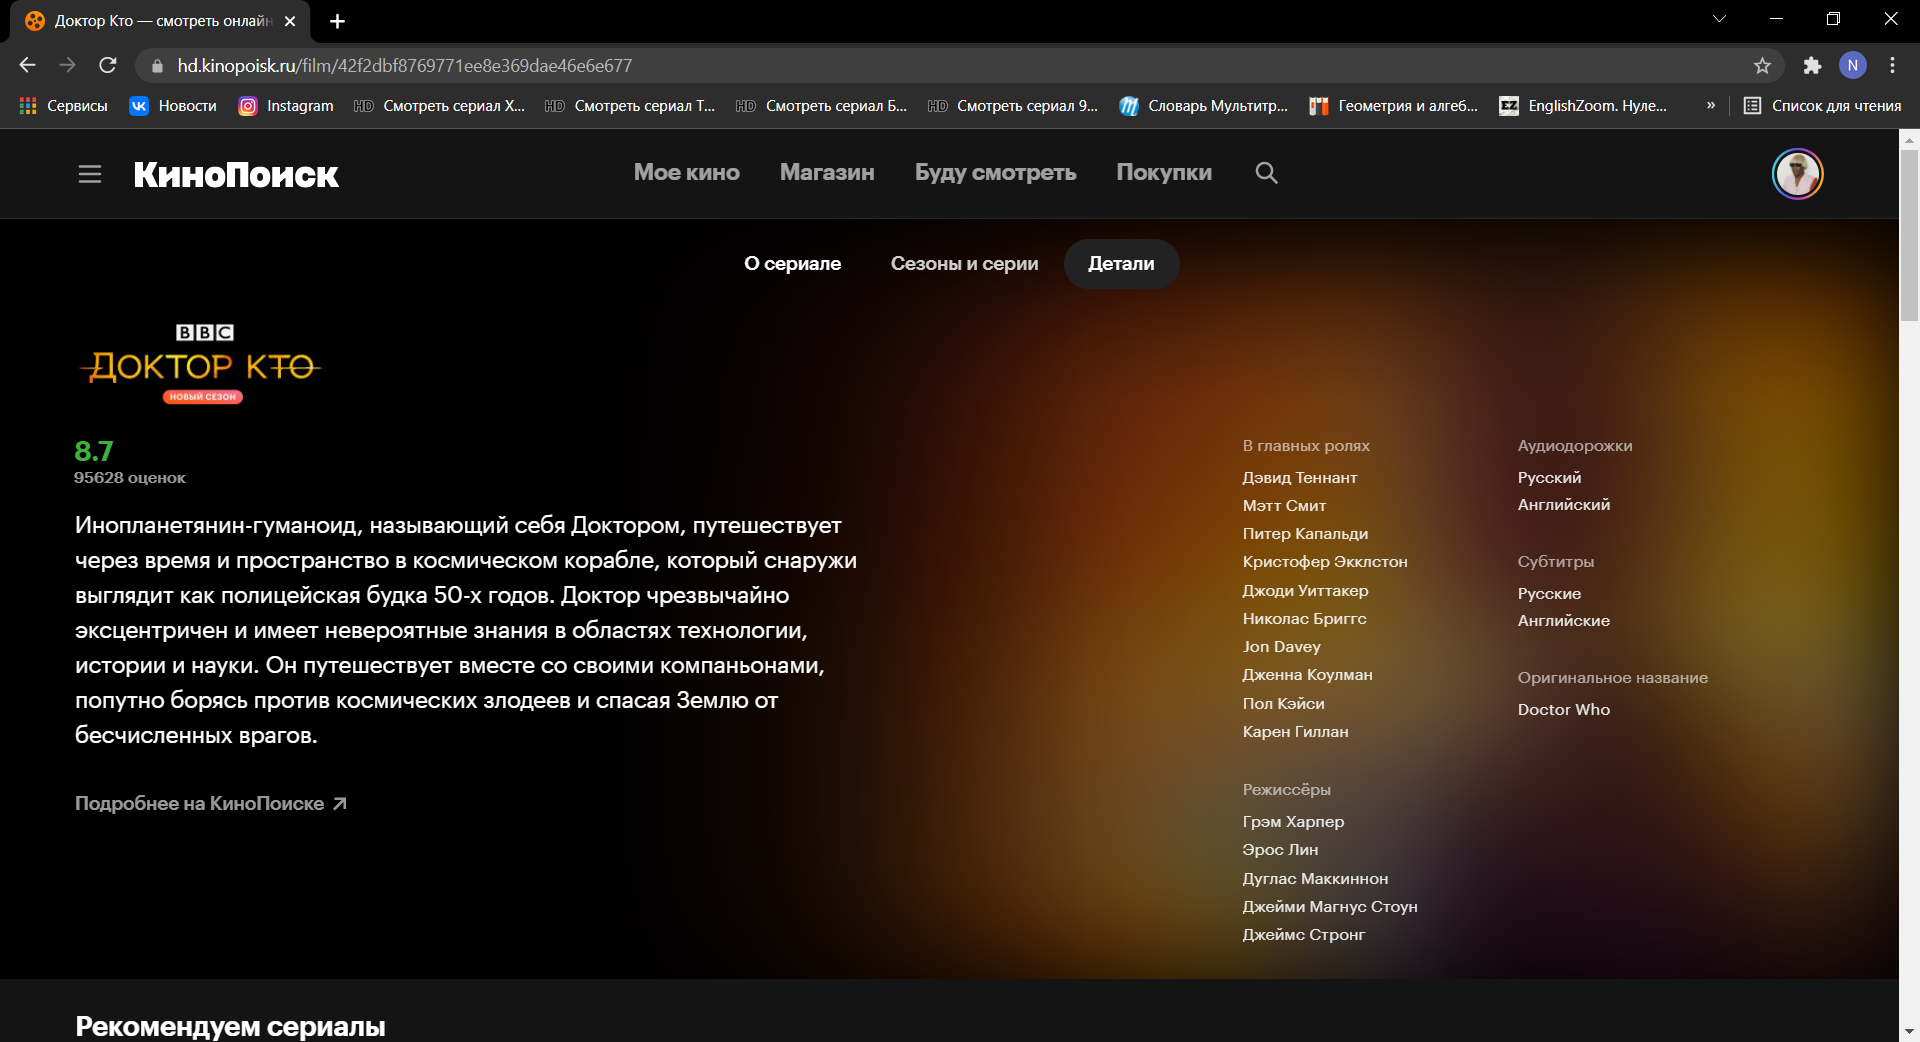 Доктор Кто — смотреть онлайн
hd.kinopoisk.ru/film/42f2dbf8769771ee8e369dae46e6e677
N
Сервисы
Новости
Instagram
HD Смотреть сериал Х...
HD Смотреть сериал Т...
HD Смотреть сериал Б...
HD Смотреть сериал 9...
Словарь Мультитр...
Геометрия и алгеб...
EZ EnglishZoom. Нуле...
»
Список для чтения
КиноПоиск
Мое кино
Магазин
Буду смотреть
Покупки
О сериале
Сезоны и серии
Детали
BBC
ДОКТОР КТО
НОВЫЙ СЕЗОН
8.7
95628 оценок
Инопланетянин-гуманоид, называющий себя Доктором, путешествует
через время и пространство в космическом корабле, который снаружи
выглядит как полицейская будка 50-х годов. Доктор чрезвычайно
эксцентричен и имеет невероятные знания в областях технологии,
истории и науки. Он путешествует вместе со своими компаньонами,
попутно борясь против космических злодеев и спасая Землю от
бесчисленных врагов.
Подробнее на КиноПоиске
В главных ролях
Дэвид Теннант
Мэтт Смит
Питер Капальди
Кристофер Экклстон
Джоди Уиттакер
Николас Бриггс
Jon Davey
Дженна Коулман
Пол Кэйси
Карен Гиллан
Режиссёры
Грэм Харпер
Эрос Лин
Дуглас Маккиннон
Джейми Магнус Стоун
Джеймс Стронг
Аудиодорожки
Русский
Английский
Субтитры
Русские
Английские
Оригинальное название
Doctor Who
Рекомендуем сериалы